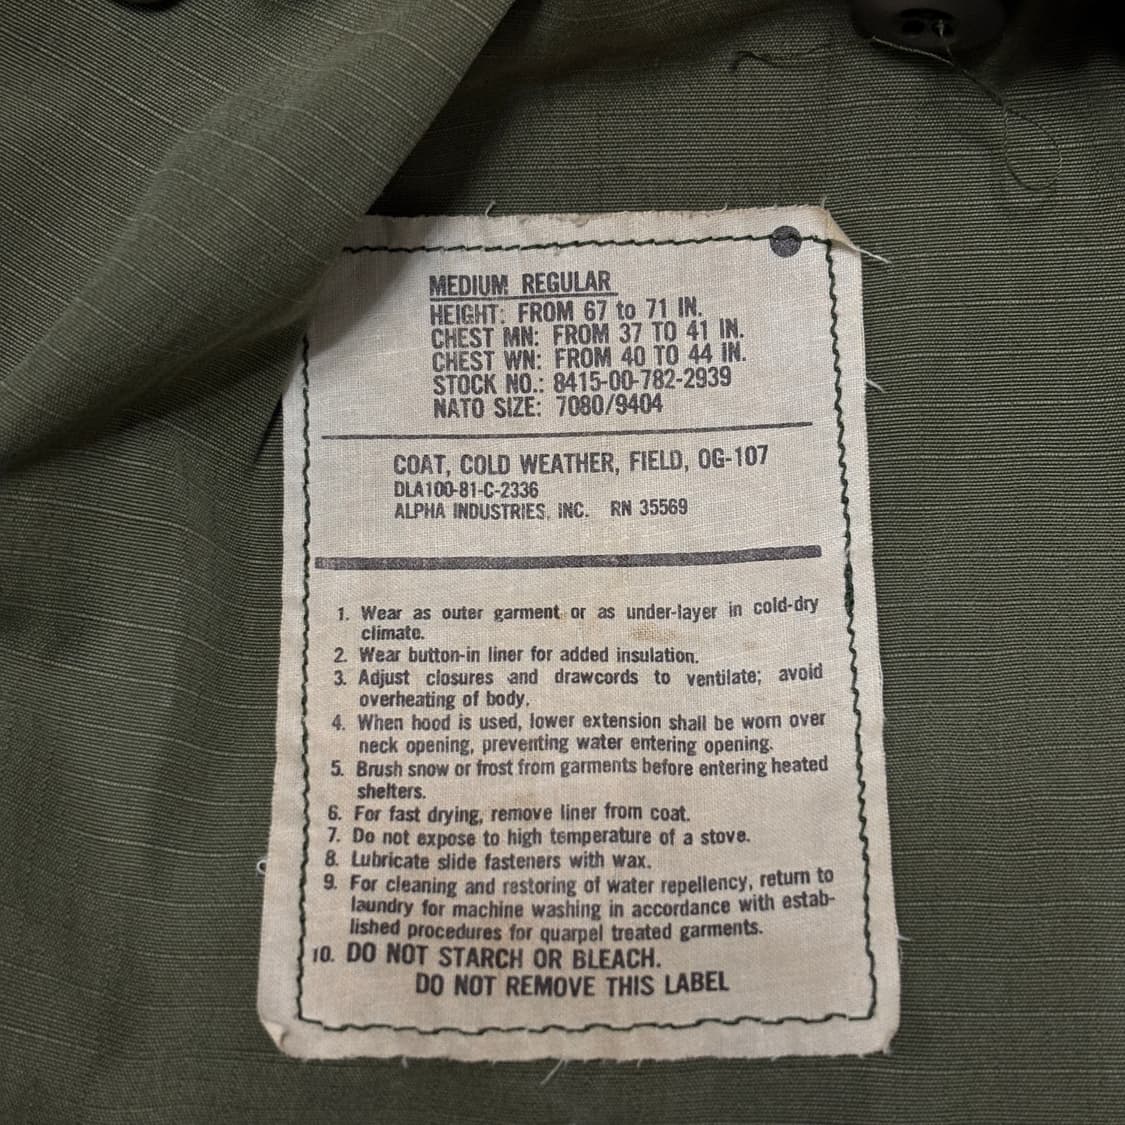 MEDIUM REGULAR
HEIGHT: FROM 67 to 71 IN.
CHEST MN: FROM 37 TO 41 IN.
CHEST WN: FROM 40 TO 44 IN.
STOCK NO.: 8415-00-782-2939
NATO SIZE: 7080/9404
COAT, COLD WEATHER, FIELD, OG-107
DLA100-81-C-2336
ALPHA INDUSTRIES, INC. RN 35569
1. Wear as outer garment or as under-layer in cold-dry
climate.
2. Wear button-in liner for added insulation.
3. Adjust closures and drawcords to ventilate; avoid
overheating of body.
4. When hood is used, lower extension shall be worn over
neck opening, preventing water entering opening.
5. Brush snow or frost from garments before entering heated
shelters.
6. For fast drying, remove liner from coat.
7. Do not expose to high temperature of a stove.
8. Lubricate slide fasteners with wax.
9. For cleaning and restoring of water repellency, return to
laundry for machine washing in accordance with estab-
lished procedures for quarpel treated garments.
10. DO NOT STARCH OR BLEACH.
DO NOT REMOVE THIS LABEL